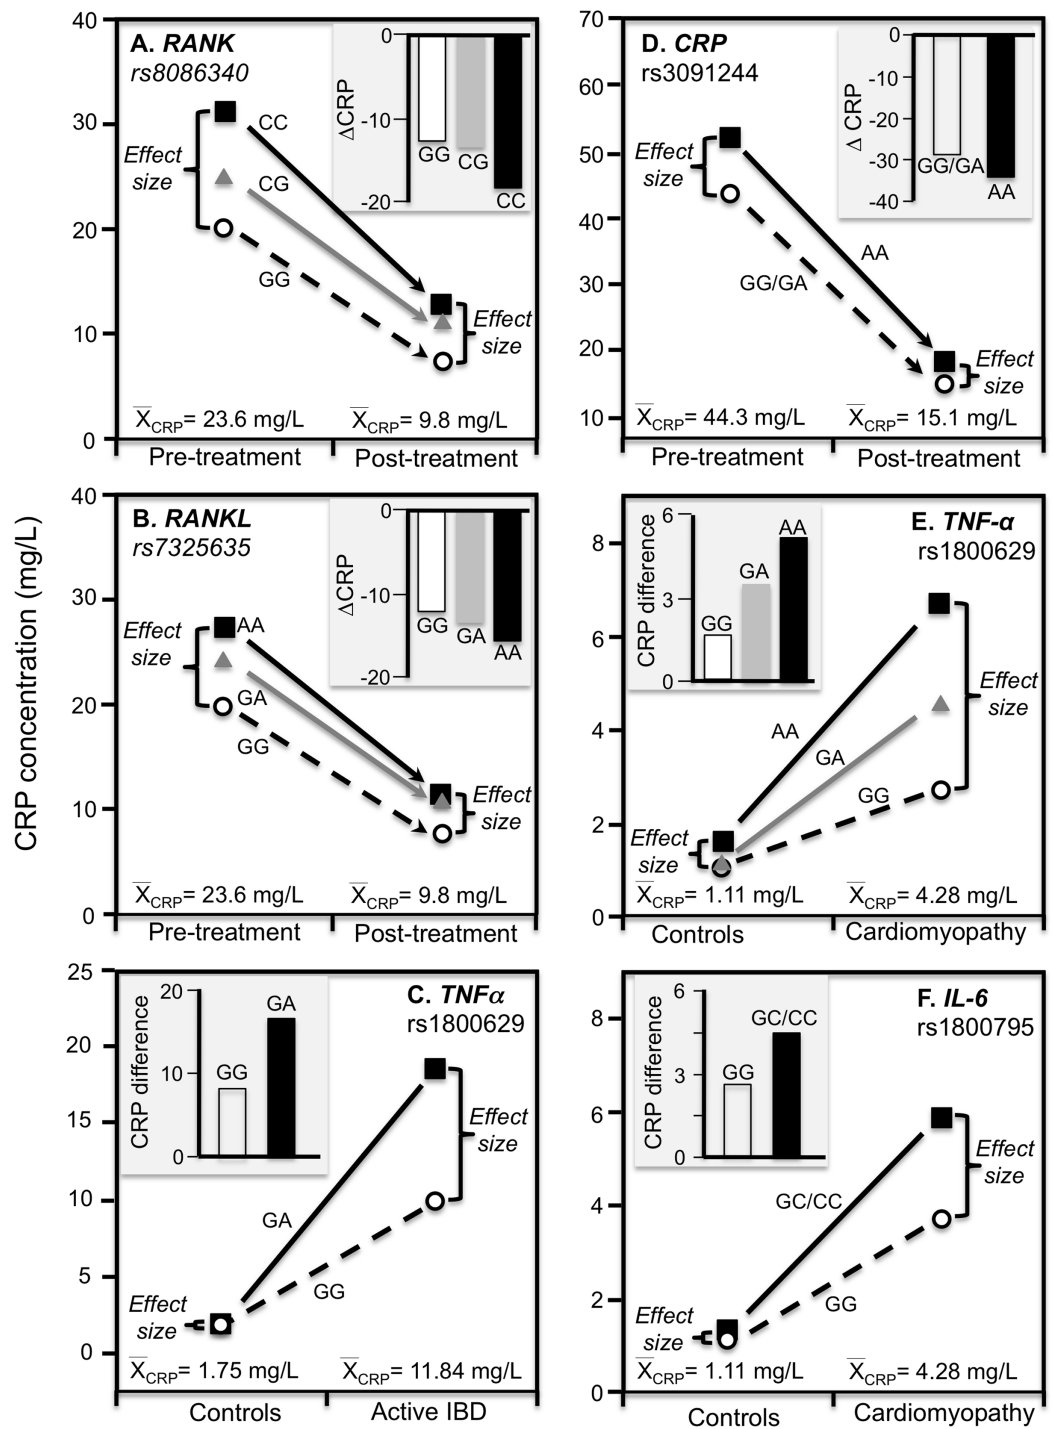 CRP concentration (mg/L)
A. RANK
rs8086340
40
30
20
10
0
Effect
size
CC
CG
GG
Effect
size
ΔCRP
0
-10
-20
GG
CG
CC
X̅CRP= 23.6 mg/L
X̅CRP= 9.8 mg/L
Pre-treatment
Post-treatment
B. RANKL
rs7325635
40
30
20
10
0
Effect
size
AA
GA
GG
Effect
size
ΔCRP
0
-10
-20
GG
GA
AA
X̅CRP= 23.6 mg/L
X̅CRP= 9.8 mg/L
Pre-treatment
Post-treatment
C. TNFα
rs1800629
25
20
15
10
5
0
CRP difference
20
10
0
GG
GA
Effect
size
GA
GG
Effect
size
X̅CRP= 1.75 mg/L
X̅CRP= 11.84 mg/L
Controls
Active IBD
D. CRP
rs3091244
70
60
50
40
30
20
10
Effect
size
AA
GG/GA
Effect
size
Δ CRP
0
-10
-20
-30
-40
GG/GA
AA
X̅CRP= 44.3 mg/L
X̅CRP= 15.1 mg/L
Pre-treatment
Post-treatment
E. TNF-α
rs1800629
8
6
4
2
0
CRP difference
6
3
0
GG
GA
AA
AA
GA
GG
Effect
size
Effect
size
X̅CRP= 1.11 mg/L
X̅CRP= 4.28 mg/L
Controls
Cardiomyopathy
F. IL-6
rs1800795
8
6
4
2
0
CRP difference
6
3
0
GG
GC/CC
GC/CC
GG
Effect
size
Effect
size
X̅CRP= 1.11 mg/L
X̅CRP= 4.28 mg/L
Controls
Cardiomyopathy